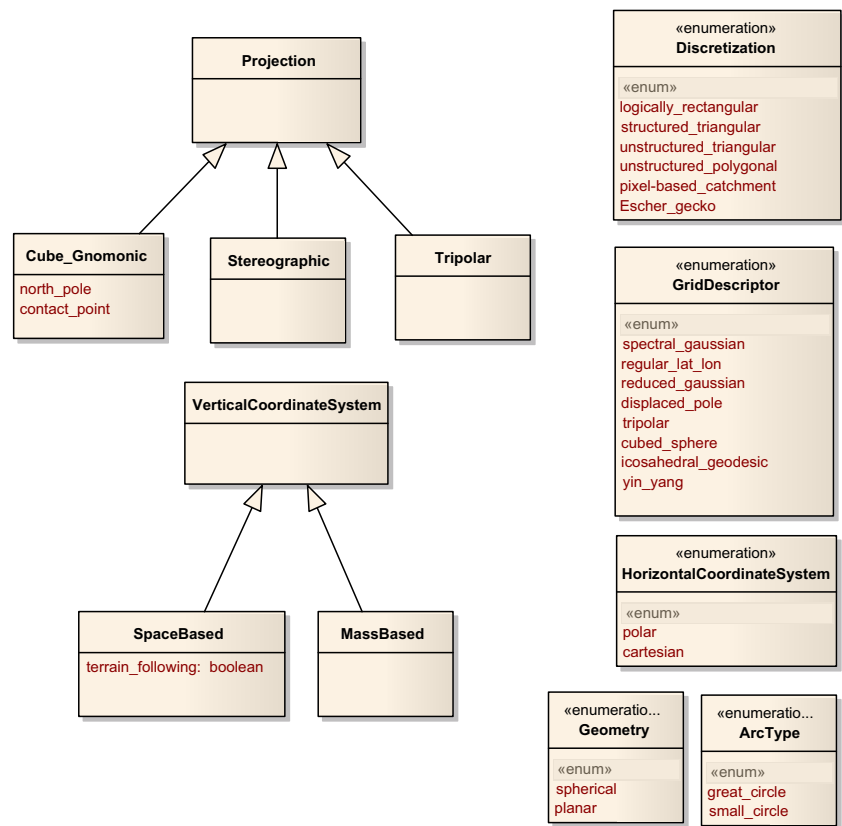 Projection
Cube_Gnomonic
north_pole
contact_point
Stereographic
Tripolar
VerticalCoordinateSystem
SpaceBased
terrain_following: boolean
MassBased
«enumeration»
Discretization
«enum»
logically_rectangular
structured_triangular
unstructured_triangular
unstructured_polygonal
pixel-based_catchment
Escher_gecko
«enumeration»
GridDescriptor
«enum»
spectral_gaussian
regular_lat_lon
reduced_gaussian
displaced_pole
tripolar
cubed_sphere
icosahedral_geodesic
yin_yang
«enumeration»
HorizontalCoordinateSystem
«enum»
polar
cartesian
«enumeratio...
Geometry
«enum»
spherical
planar
«enumeratio...
ArcType
«enum»
great_circle
small_circle